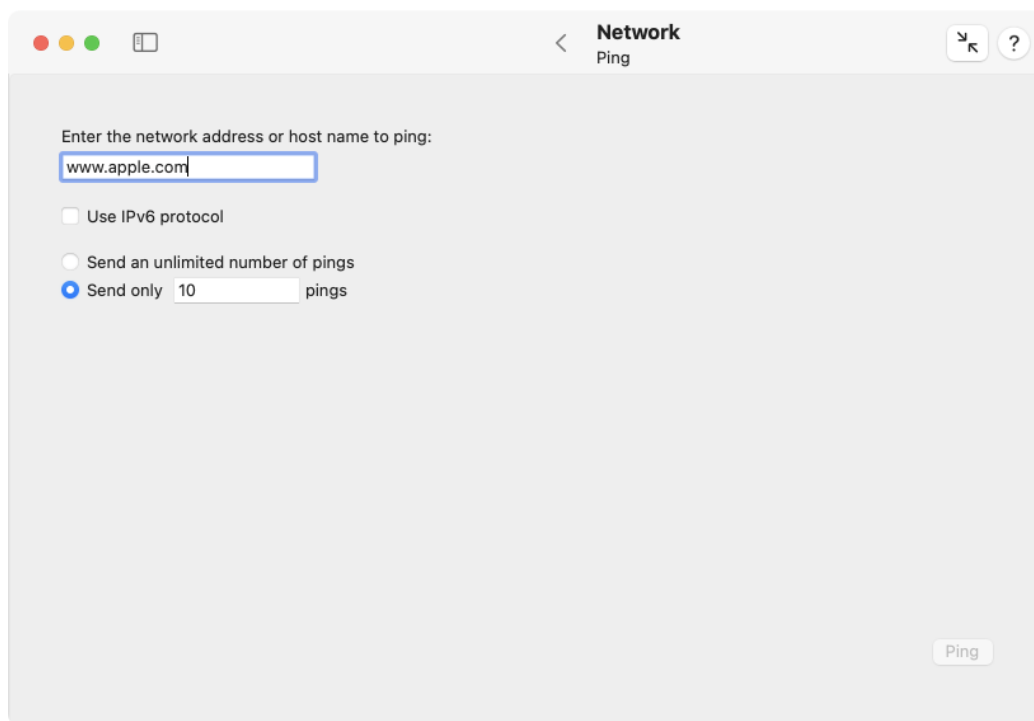 Network
Ping
?
Enter the network address or host name to ping:
www.apple.com
Use IPv6 protocol
Send an unlimited number of pings
Send only 10 pings
Ping